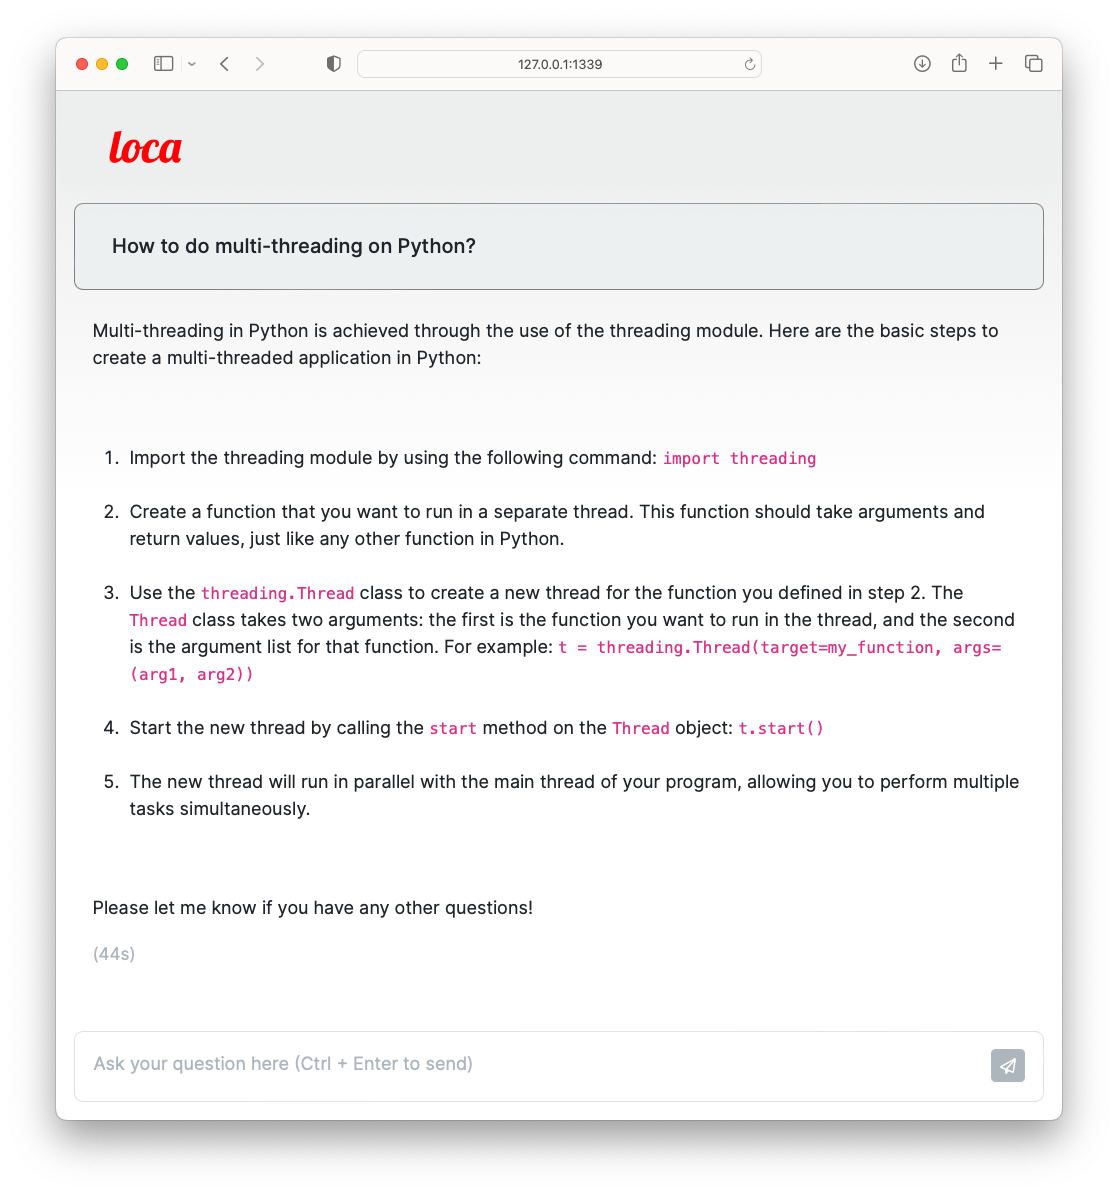 127.0.0.1:1339
loca
How to do multi-threading on Python?
Multi-threading in Python is achieved through the use of the threading module. Here are the basic steps to
create a multi-threaded application in Python:
1. Import the threading module by using the following command: import threading
2. Create a function that you want to run in a separate thread. This function should take arguments and
return values, just like any other function in Python.
3. Use the threading.Thread class to create a new thread for the function you defined in step 2. The
Thread class takes two arguments: the first is the function you want to run in the thread, and the second
is the argument list for that function. For example: t = threading.Thread(target=my_function, args=
(arg1, arg2))
4. Start the new thread by calling the start method on the Thread object: t.start()
5. The new thread will run in parallel with the main thread of your program, allowing you to perform multiple
tasks simultaneously.
Please let me know if you have any other questions!
(44s)
Ask your question here (Ctrl + Enter to send)